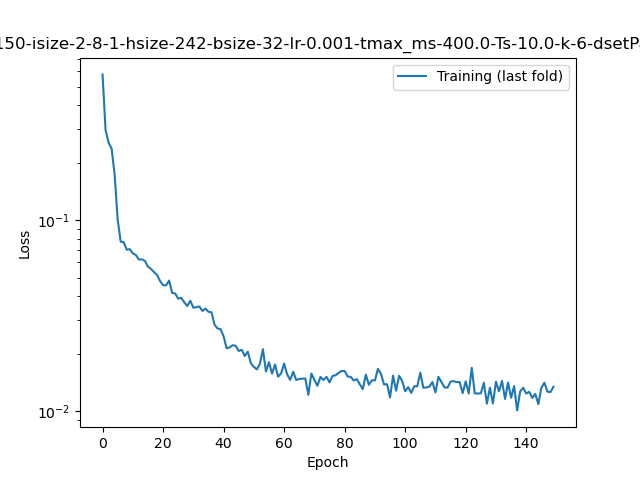 150-isize-2-8-1-hsize-242-bsize-32-lr-0.001-tmax_ms-400.0-Ts-10.0-k-6-dsetPa
Training (last fold)
10⁻¹
10⁻²
Loss
0 20 40 60 80 100 120 140
Epoch